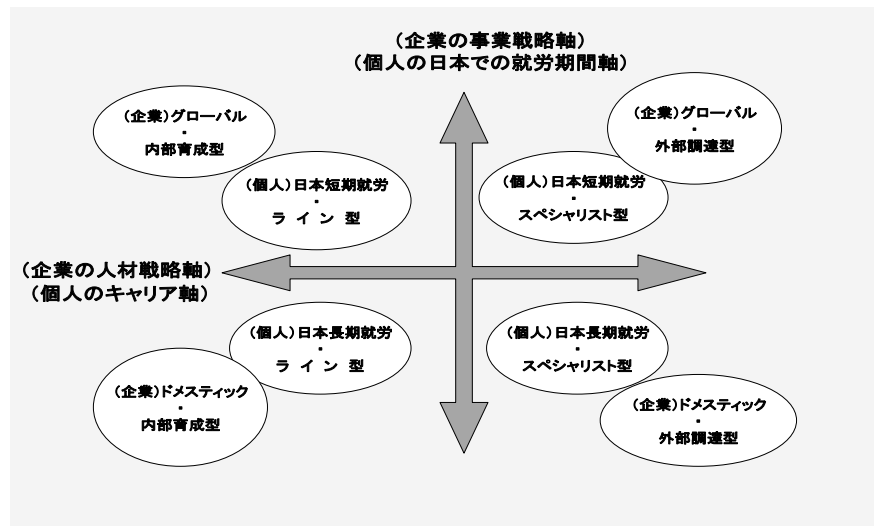 (企業の事業戦略軸)
(個人の日本での就労期間軸)
(企業)グローバル
・
内部育成型
(企業)グローバル
・
外部調達型
(個人)日本短期就労
・
ラ イ ン 型
(個人)日本短期就労
・
スペシャリスト型
(企業の人材戦略軸)
(個人のキャリア軸)
(個人)日本長期就労
・
ラ イ ン 型
(個人)日本長期就労
・
スペシャリスト型
(企業)ドメスティック
・
内部育成型
(企業)ドメスティック
・
外部調達型